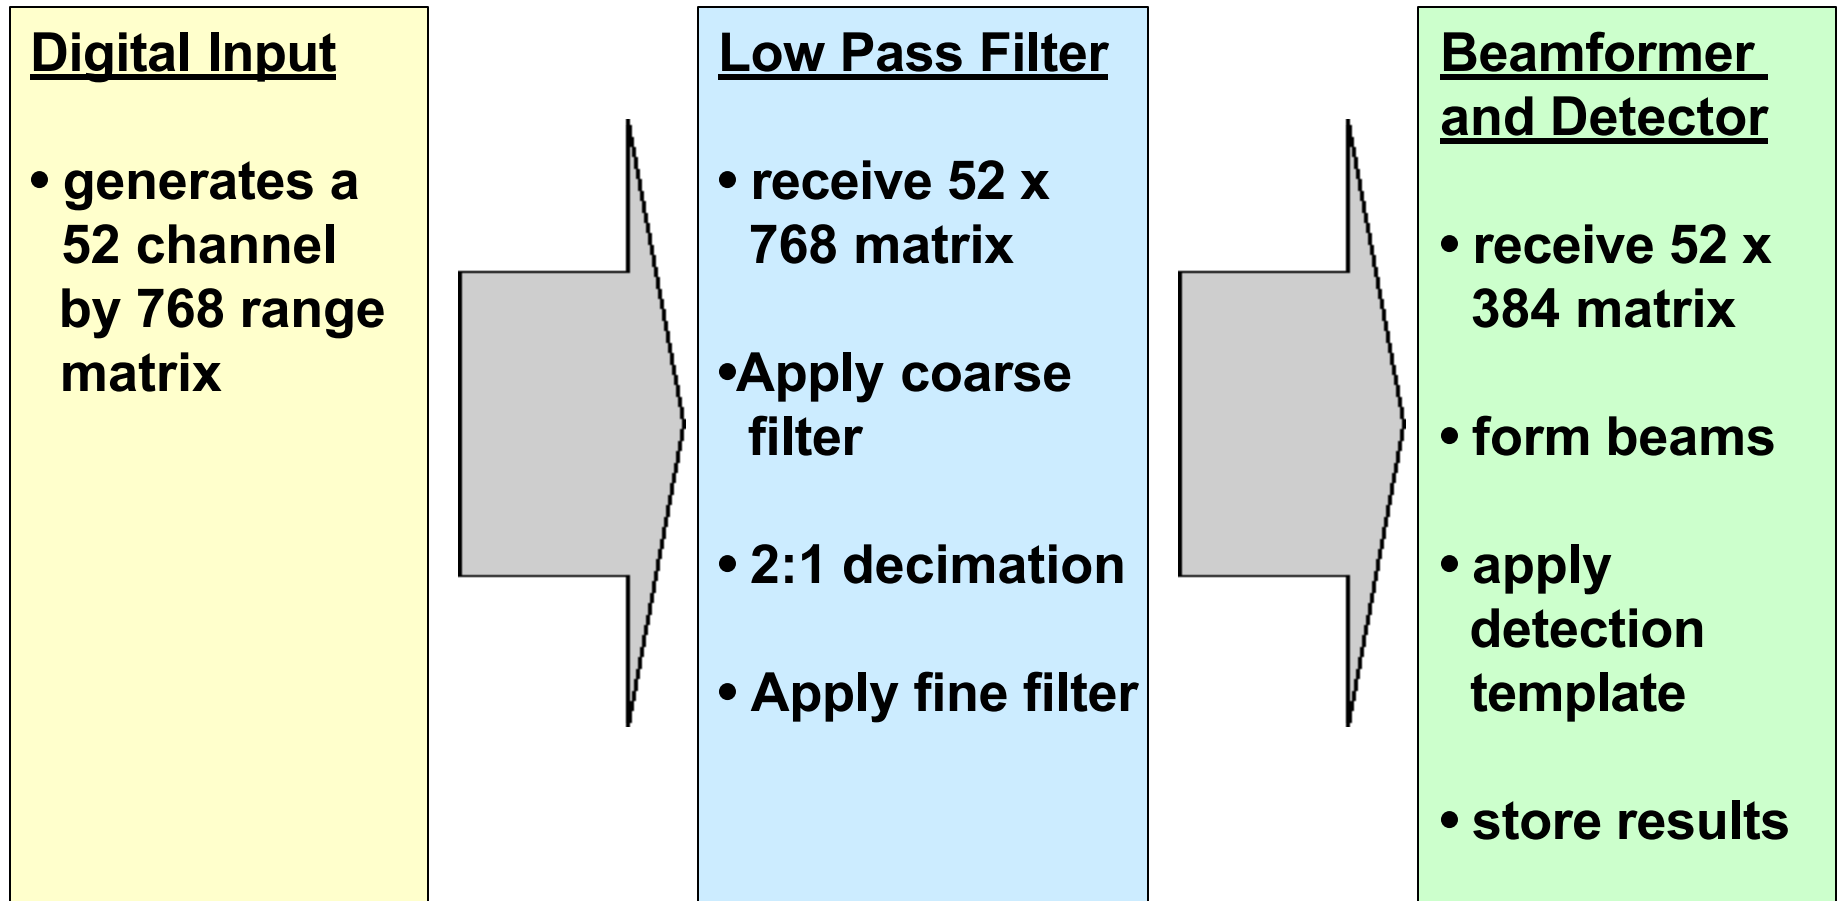 Digital Input
• generates a
52 channel
by 768 range
matrix
Low Pass Filter
• receive 52 x
768 matrix
•Apply coarse
filter
• 2:1 decimation
• Apply fine filter
Beamformer
and Detector
• receive 52 x
384 matrix
• form beams
• apply
detection
template
• store results